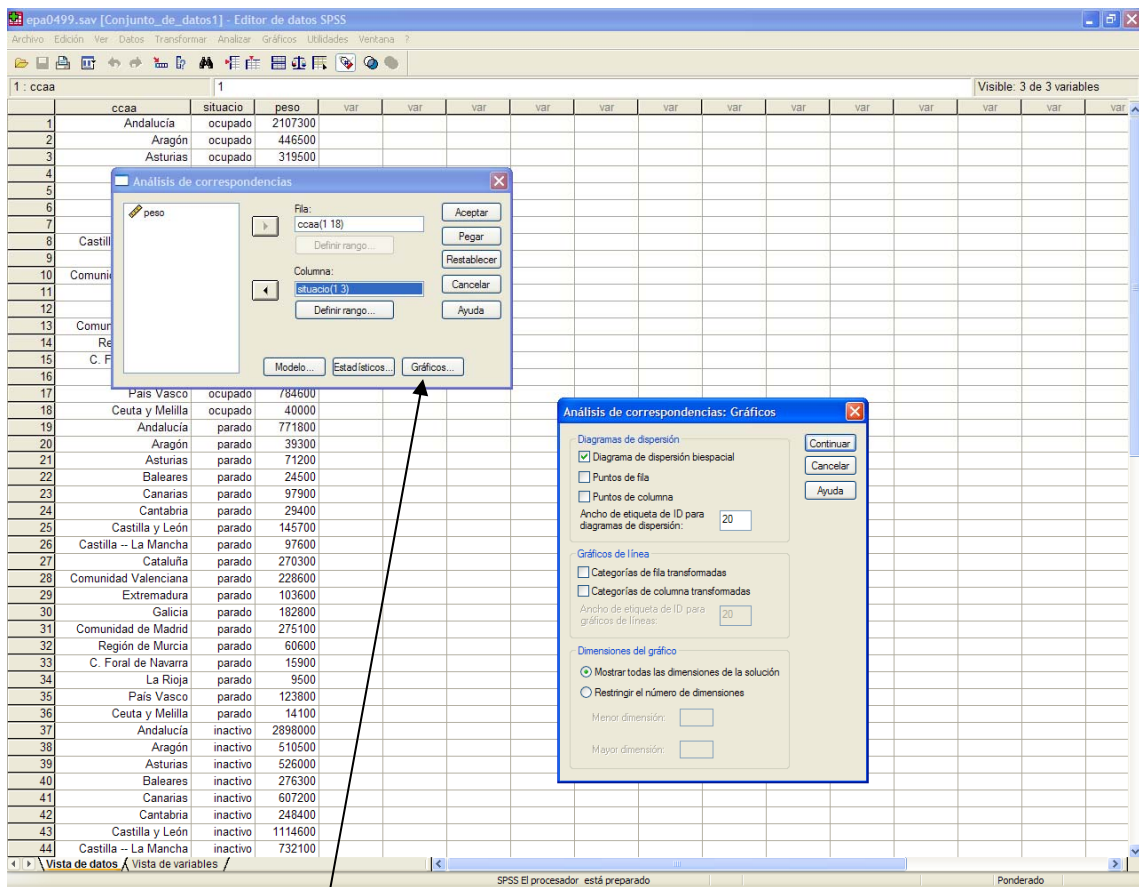 epa0499.sav [Conjunto_de_datos1] - Editor de datos SPSS
Archivo Edición Ver Datos Transformar Analizar Gráficos Utilidades Ventana ?
1 : ccaa 1 Visible: 3 de 3 variables
ccaa situacio peso var var var var var var var var var var var var var
1 Andalucía ocupado 2107300
2 Aragón ocupado 446500
3 Asturias ocupado 319500
4
5
6
7
8 Castill
9
10 Comuni
11
12
13 Comur
14 Re
15 C. F
16
17 País Vasco ocupado 784600
18 Ceuta y Melilla ocupado 40000
19 Andalucía parado 771800
20 Aragón parado 39300
21 Asturias parado 71200
22 Baleares parado 24500
23 Canarias parado 97900
24 Cantabria parado 29400
25 Castilla y León parado 145700
26 Castilla -- La Mancha parado 97600
27 Cataluña parado 270300
28 Comunidad Valenciana parado 228600
29 Extremadura parado 103600
30 Galicia parado 182800
31 Comunidad de Madrid parado 275100
32 Región de Murcia parado 60600
33 C. Foral de Navarra parado 15900
34 La Rioja parado 9500
35 País Vasco parado 123800
36 Ceuta y Melilla parado 14100
37 Andalucía inactivo 2898000
38 Aragón inactivo 510500
39 Asturias inactivo 526000
40 Baleares inactivo 276300
41 Canarias inactivo 607200
42 Cantabria inactivo 248400
43 Castilla y León inactivo 1114600
44 Castilla -- La Mancha inactivo 732100
Análisis de correspondencias
peso
Fila:
ccaa(1 18)
Definir rango...
Columna:
situacio(1 3)
Definir rango...
Aceptar
Pegar
Restablecer
Cancelar
Ayuda
Modelo... Estadísticos... Gráficos...
Análisis de correspondencias: Gráficos
Diagramas de dispersión
Diagrama de dispersión biespacial
Puntos de fila
Puntos de columna
Ancho de etiqueta de ID para
diagramas de dispersión: 20
Gráficos de línea
Categorías de fila transformadas
Categorías de columna transformadas
Ancho de etiqueta de ID para
gráficos de líneas: 20
Dimensiones del gráfico
Mostrar todas las dimensiones de la solución
Restringir el número de dimensiones
Menor dimensión:
Mayor dimensión:
Continuar
Cancelar
Ayuda
Vista de datos Vista de variables
SPSS El procesador está preparado Ponderado